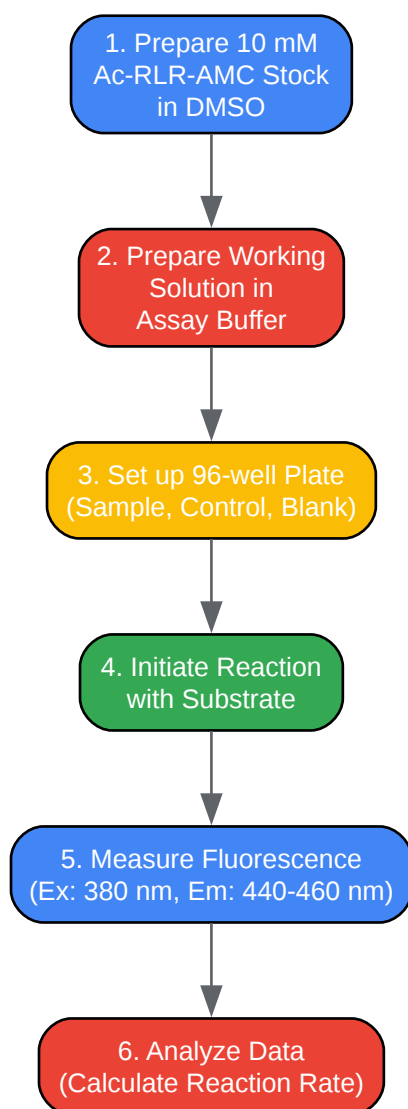 1. Prepare 10 mM
Ac-RLR-AMC Stock
in DMSO
2. Prepare Working
Solution in
Assay Buffer
3. Set up 96-well Plate
(Sample, Control, Blank)
4. Initiate Reaction
with Substrate
5. Measure Fluorescence
(Ex: 380 nm, Em: 440-460 nm)
6. Analyze Data
(Calculate Reaction Rate)